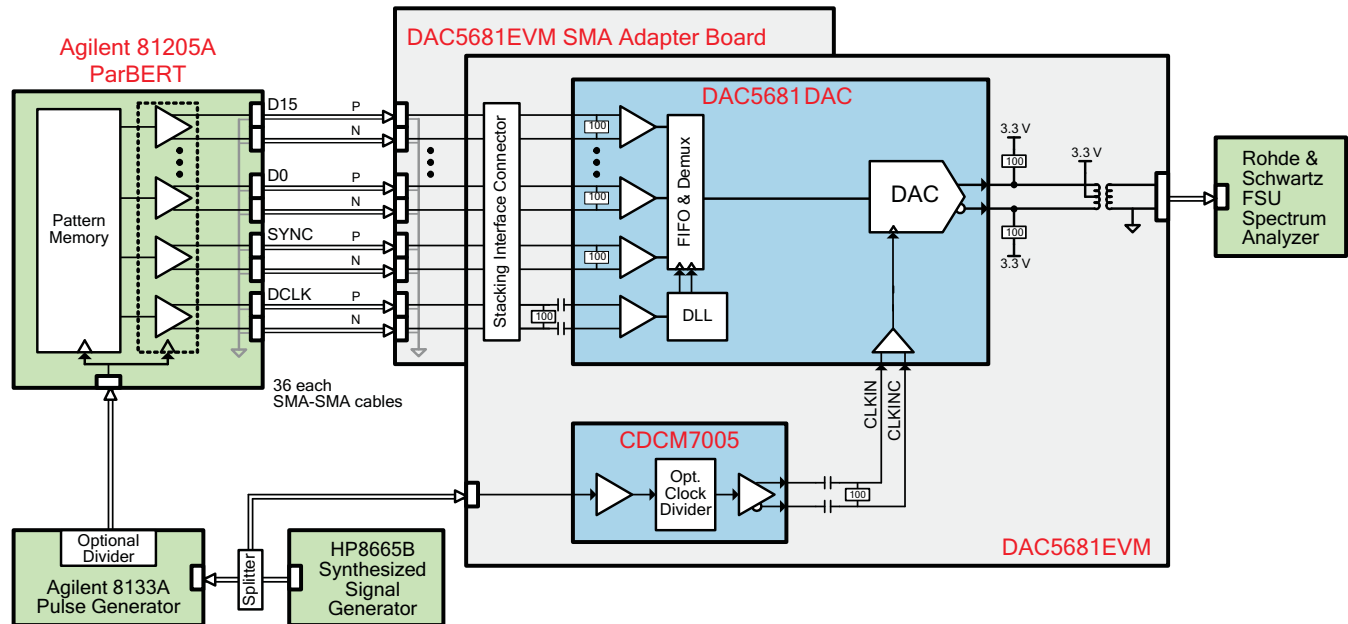 Agilent 81205A
ParBERT
DAC5681EVM SMA Adapter Board
DAC5681DAC
Pattern
Memory
D15
P
N
D0
P
N
SYNC
P
N
DCLK
P
N
36 each
SMA-SMA cables
Stacking Interface Connector
100
100
100
100
FIFO & Demux
DLL
DAC
3.3 V
100
3.3 V
100
3.3 V
Rohde &
Schwartz
FSU
Spectrum
Analyzer
CLKIN
CLKINC
CDCM7005
Opt.
Clock
Divider
100
DAC5681EVM
Optional
Divider
Agilent 8133A
Pulse Generator
Splitter
HP8665B
Synthesized
Signal
Generator